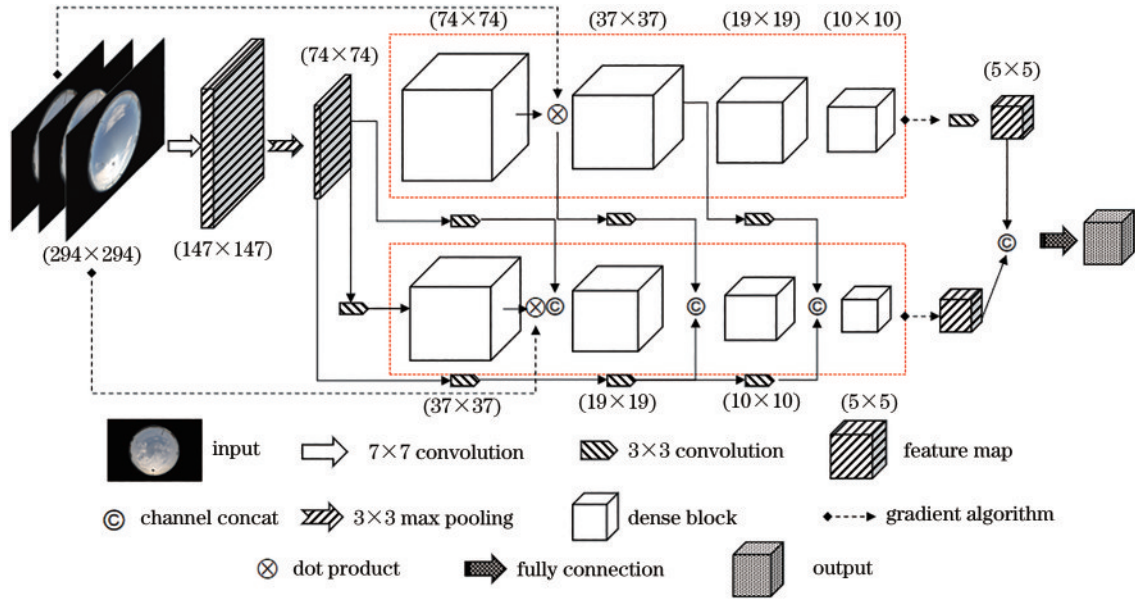 (74×74)
(37×37)
(19×19)
(10×10)
(74×74)
(5×5)
(294×294)
(147×147)
C
C
C
C
(37×37)
(19×19)
(10×10)
(5×5)
input
7×7 convolution
3×3 convolution
feature map
C channel concat
3×3 max pooling
dense block
gradient algorithm
dot product
fully connection
output